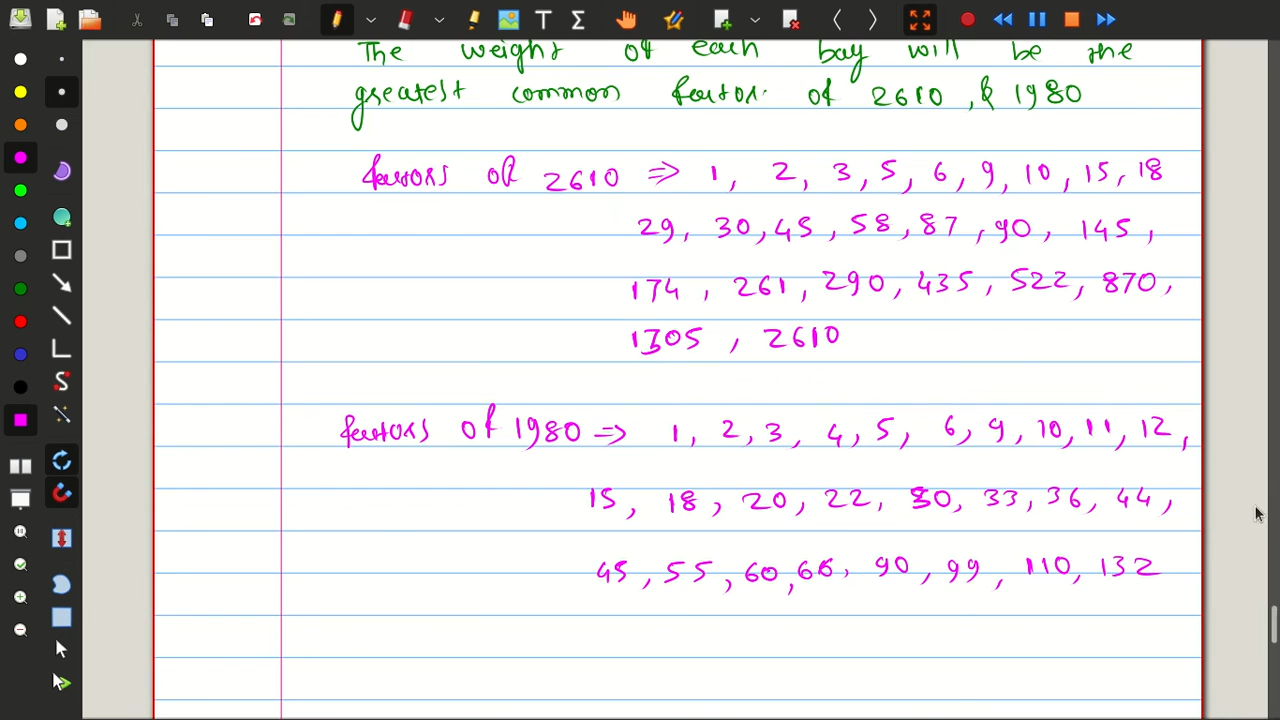 The weight of each bay will be the
greatest common factor of 2610 , & 1980
factors of 2610 ⇒ 1, 2, 3, 5, 6, 9, 10, 15, 18
29, 30, 45, 58, 87, 90, 145,
174, 261, 290, 435, 522, 870,
1305, 2610
factors of 1980 ⇒ 1, 2, 3, 4, 5, 6, 9, 10, 11, 12,
15, 18, 20, 22, 30, 33, 36, 44,
45, 55, 60, 66, 90, 99, 110, 132